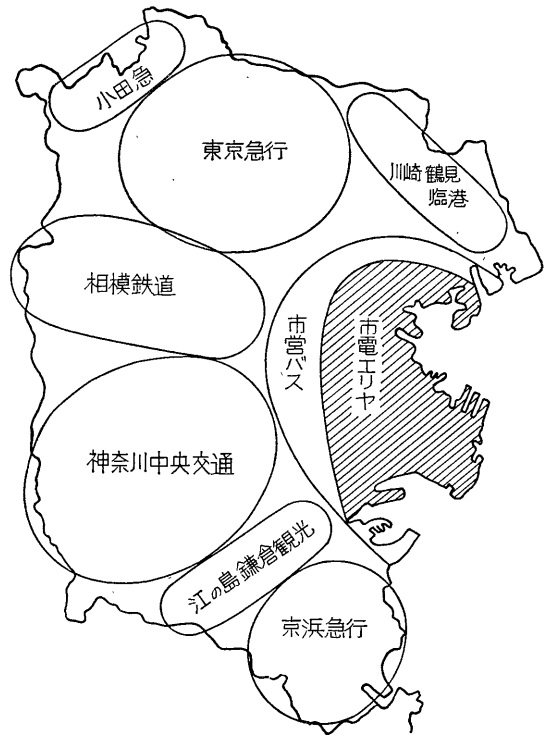 小田急
東京急行
川崎鶴見
臨港
相模鉄道
市営バス
市電エリヤ
神奈川中央交通
江の島鎌倉観光
京浜急行